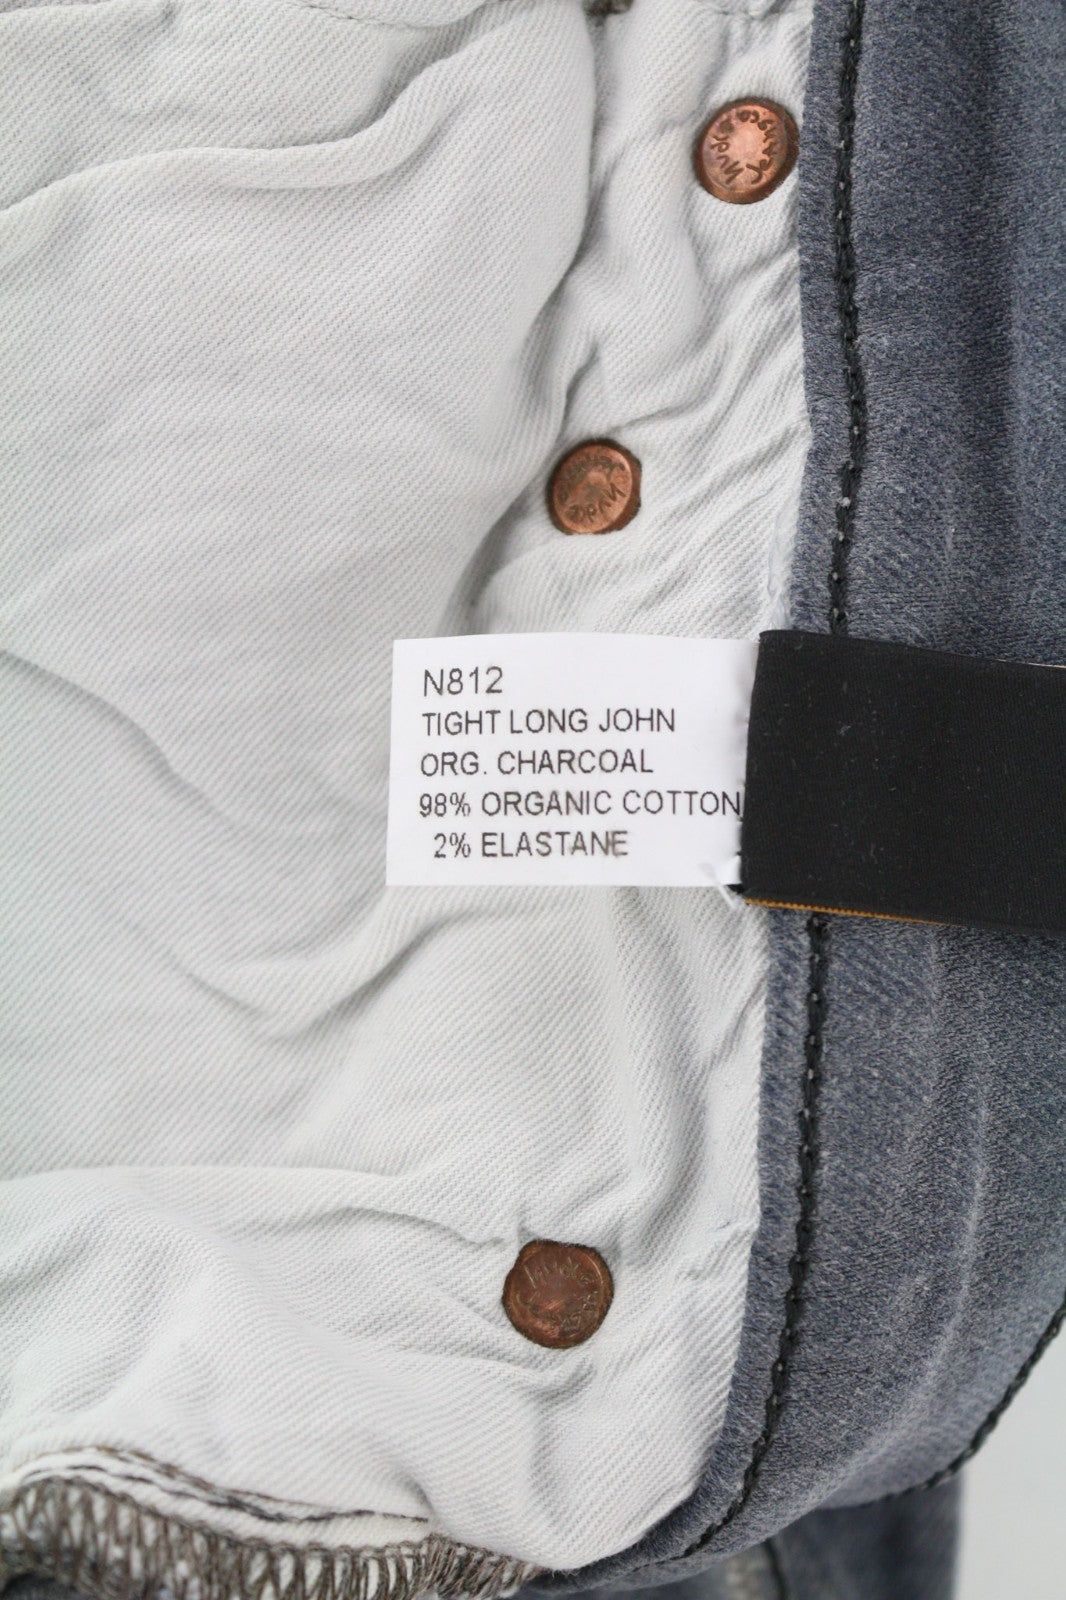 N812
TIGHT LONG JOHN
ORG. CHARCOAL
98% ORGANIC COTTON
2% ELASTANE